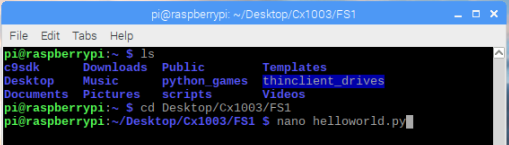 pi@raspberrypi: ~/Desktop/Cx1003/FS1
File Edit Tabs Help
pi@raspberrypi:~ $ ls
c9sdk Downloads Public Templates
Desktop Music python_games thinclient_drives
Documents Pictures scripts Videos
pi@raspberrypi:~ $ cd Desktop/Cx1003/FS1
pi@raspberrypi:~/Desktop/Cx1003/FS1 $ nano helloworld.py